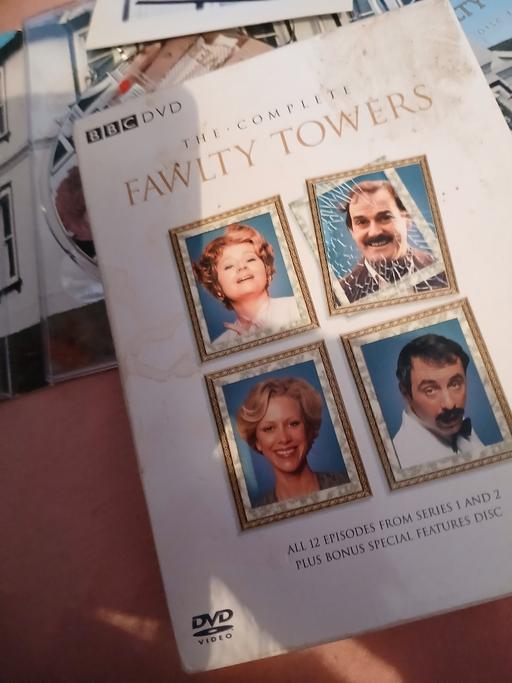 BBC DVD
THE · COMPLETE
FAWLTY TOWERS
ALL 12 EPISODES FROM SERIES 1 AND 2
PLUS BONUS SPECIAL FEATURES DISC
DVD
VIDEO